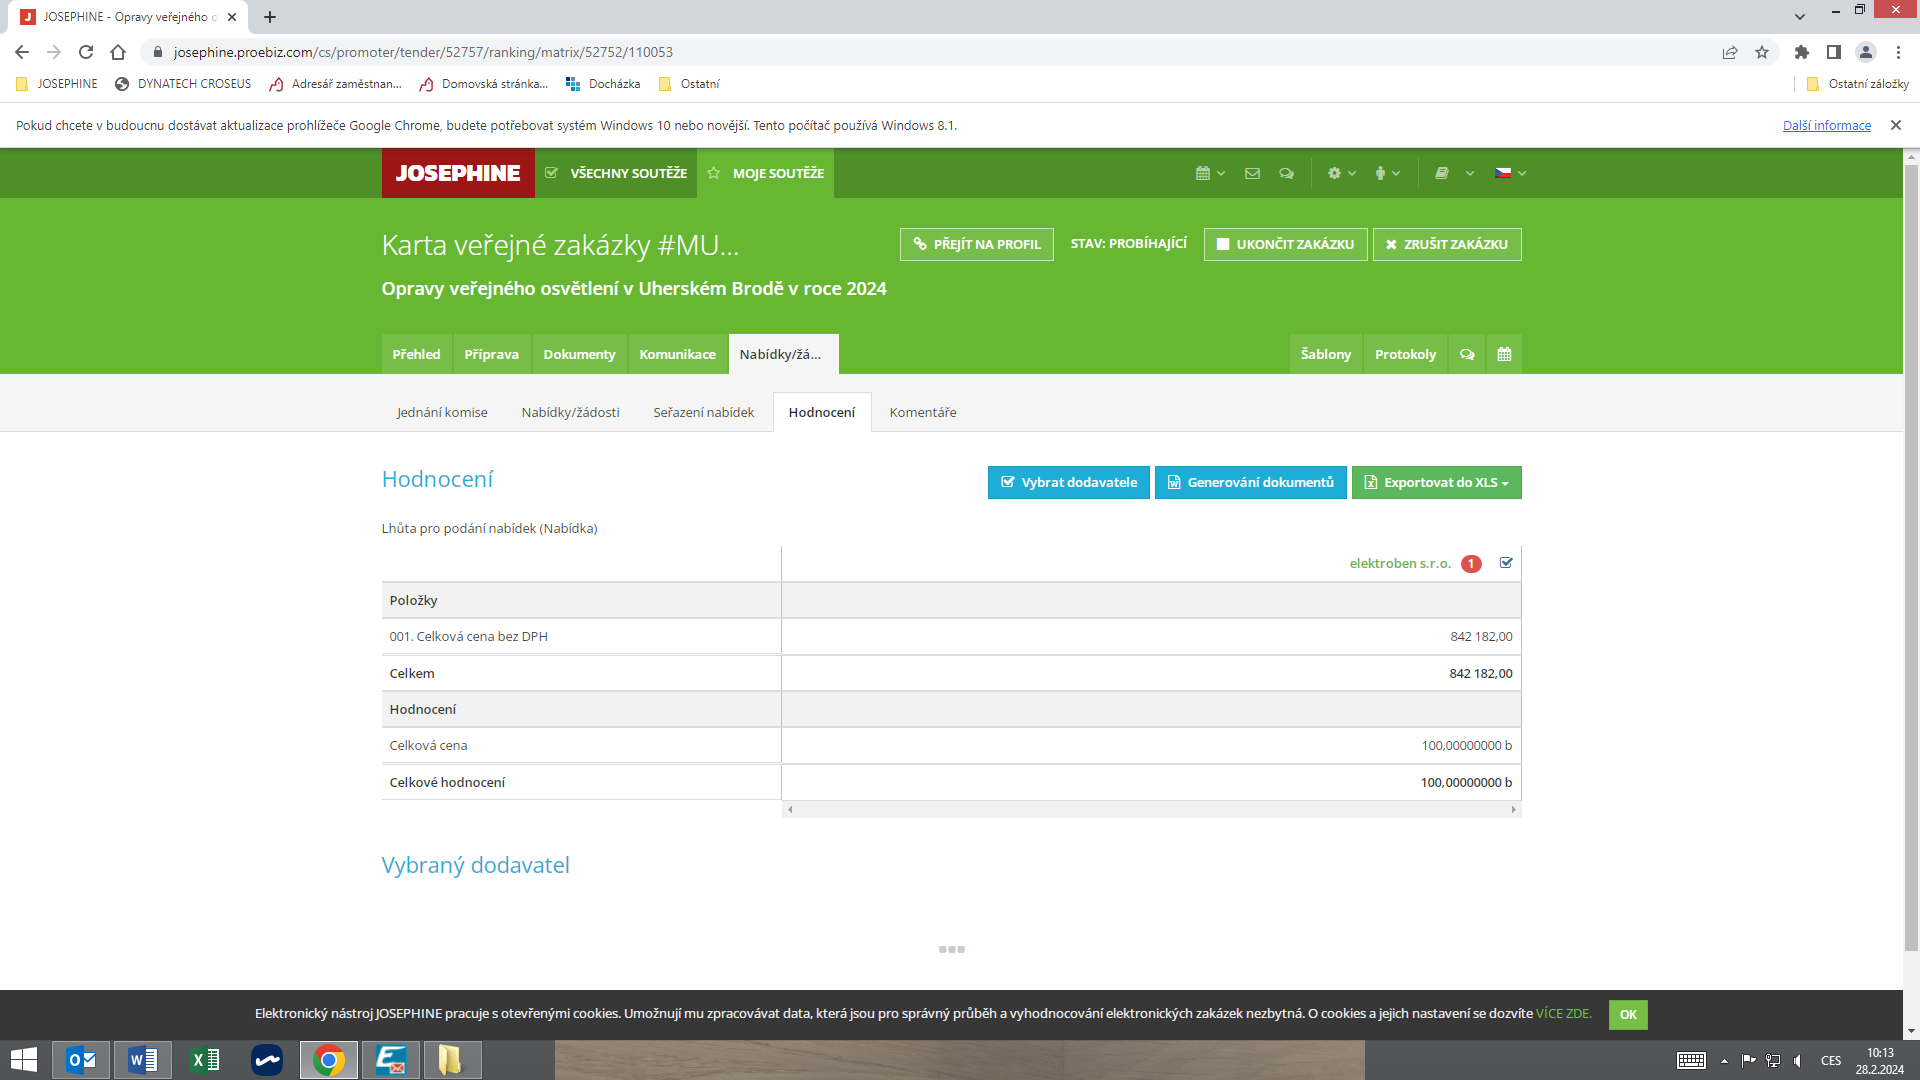 JOSEPHINE - Opravy veřejného o
josephine.proebiz.com/cs/promoter/tender/52757/ranking/matrix/52752/110053
JOSEPHINE DYNATECH CROSEUS Adresář zaměstnan... Domovská stránka... Docházka Ostatní Ostatní záložky
Pokud chcete v budoucnu dostávat aktualizace prohlížeče Google Chrome, budete potřebovat systém Windows 10 nebo novější. Tento počítač používá Windows 8.1. Další informace
JOSEPHINE VŠECHNY SOUTĚŽE MOJE SOUTĚŽE
Karta veřejné zakázky #MU... PŘEJÍT NA PROFIL STAV: PROBÍHAJÍCÍ UKONČIT ZAKÁZKU ZRUŠIT ZAKÁZKU
Opravy veřejného osvětlení v Uherském Brodě v roce 2024
Přehled Příprava Dokumenty Komunikace Nabídky/žá... Šablony Protokoly
Jednání komise Nabídky/žádosti Seřazení nabídek Hodnocení Komentáře
Hodnocení Vybrat dodavatele Generování dokumentů Exportovat do XLS
Lhůta pro podání nabídek (Nabídka)
elektroben s.r.o. 1
Položky
001. Celková cena bez DPH 842 182,00
Celkem 842 182,00
Hodnocení
Celková cena 100,00000000 b
Celkové hodnocení 100,00000000 b
Vybraný dodavatel
Elektronický nástroj JOSEPHINE pracuje s otevřenými cookies. Umožnují mu zpracovávat data, která jsou pro správný průběh a vyhodnocování elektronických zakázek nezbytná. O cookies a jejich nastavení se dozvíte VÍCE ZDE. OK
CES 10:13
28.2.2024